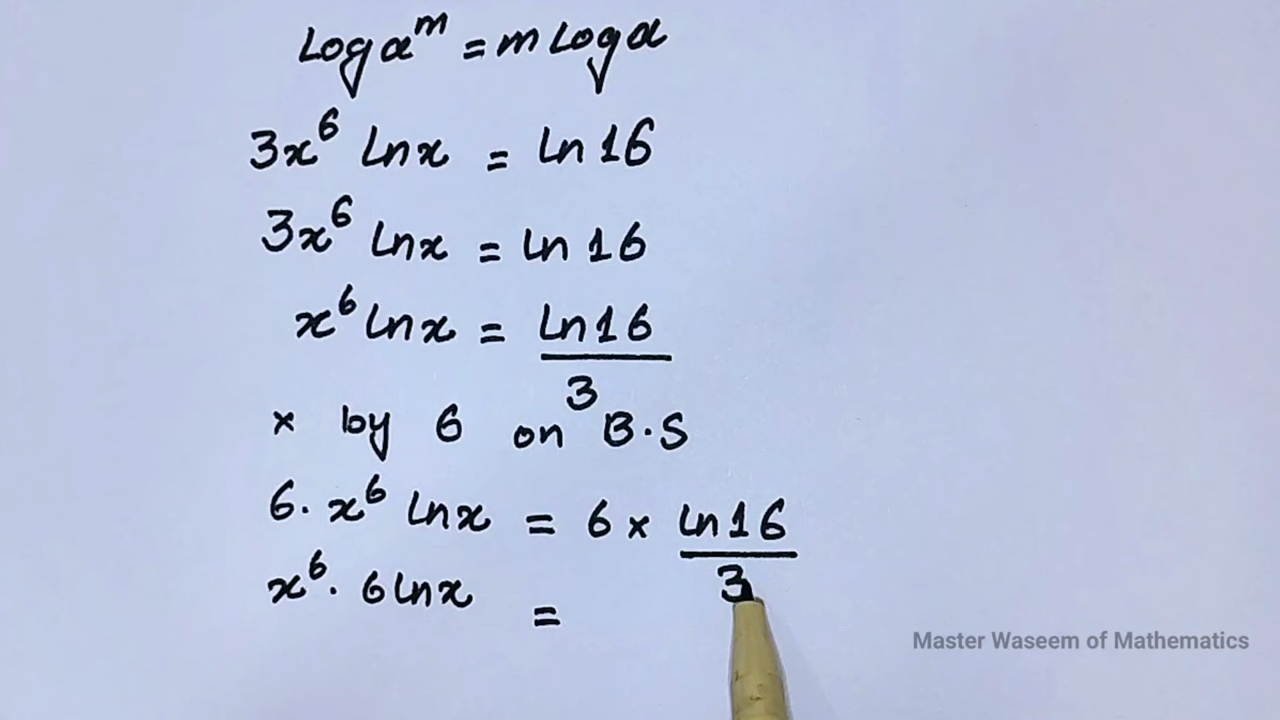 Log a^m = m Log a
3x^6 ln x = ln 16
3x^6 ln x = ln 16
x^6 ln x = ln 16 / 3
x by 6 on B.S
6. x^6 ln x = 6 x ln 16 / 3
x^6. 6 ln x =
Master Waseem of Mathematics